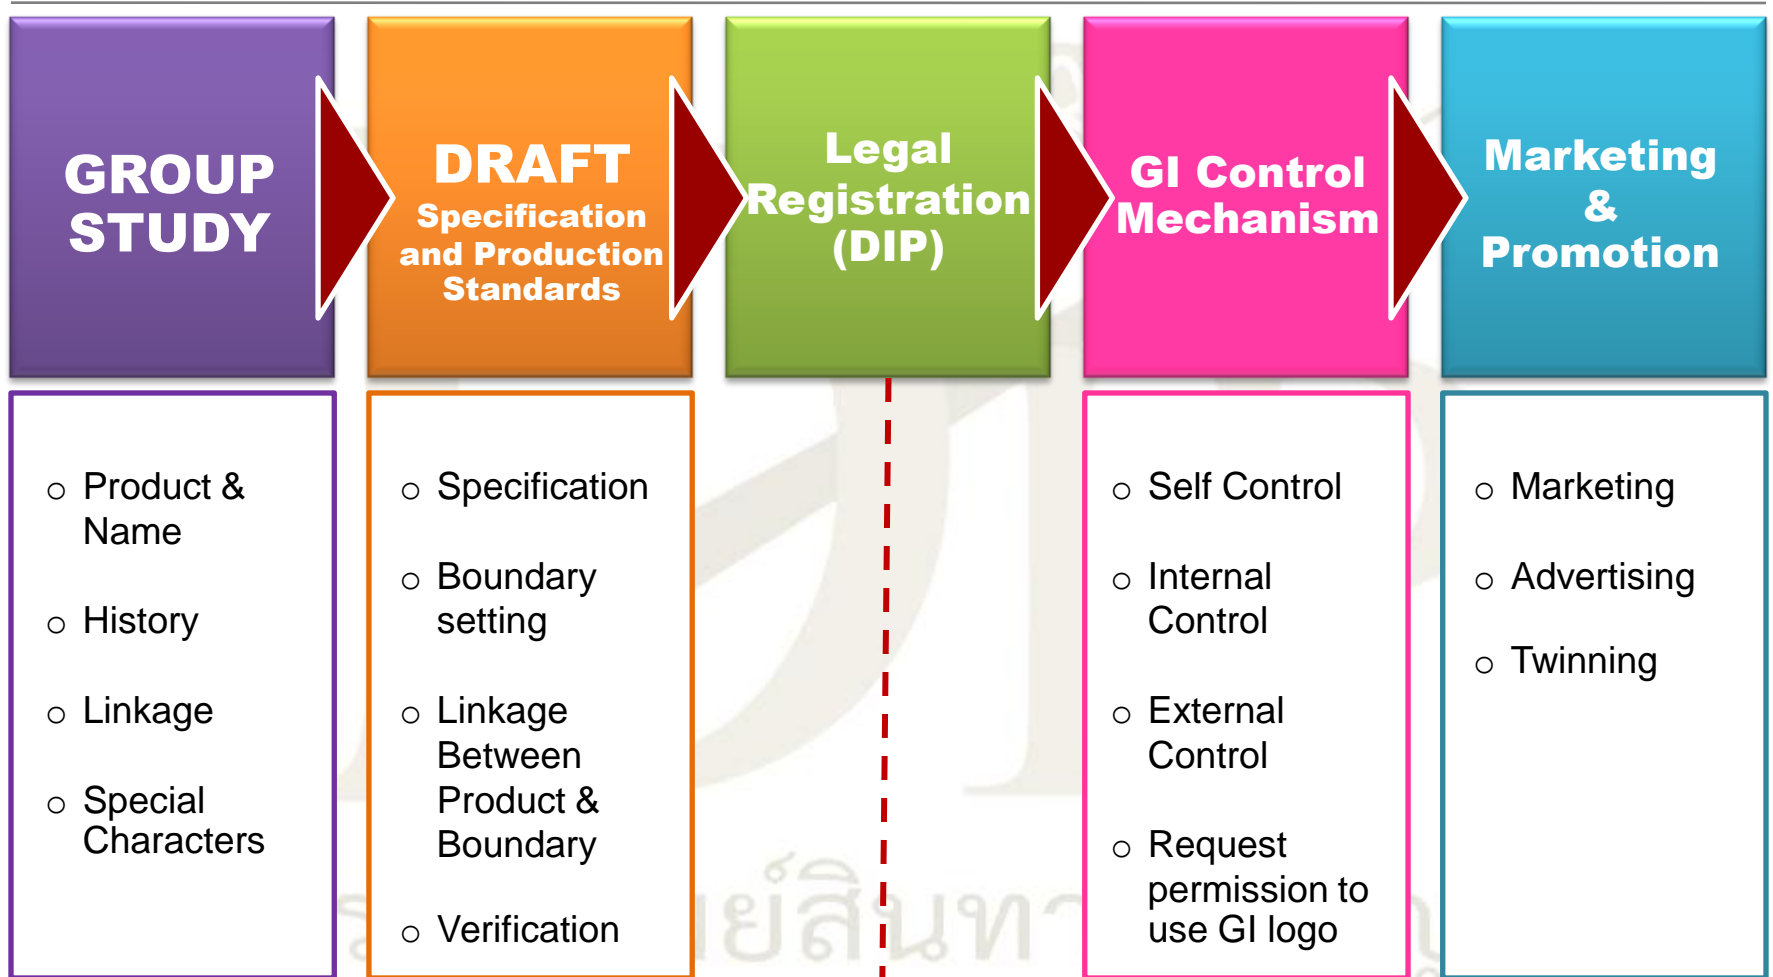 GROUP
STUDY
DRAFT
Specification
and Production
Standards
Legal
Registration
(DIP)
GI Control
Mechanism
Marketing
&
Promotion
o Product &
Name
o History
o Linkage
o Special
Characters
o Specification
o Boundary
setting
o Linkage
Between
Product &
Boundary
o Verification
o Self Control
o Internal
Control
o External
Control
o Request
permission to
use GI logo
o Marketing
o Advertising
o Twinning